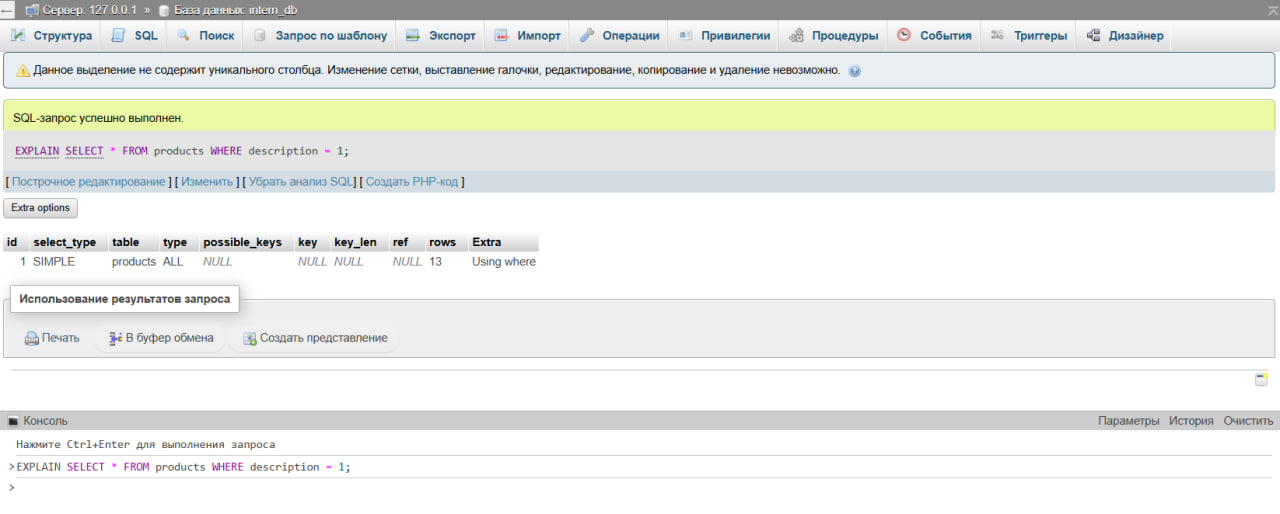 ← Сервер: 127.0.0.1 » База данных: intern_db
Структура SQL Поиск Запрос по шаблону Экспорт Импорт Операции Привилегии Процедуры События Триггеры Дизайнер
Данное выделение не содержит уникального столбца. Изменение сетки, выставление галочки, редактирование, копирование и удаление невозможно.
SQL-запрос успешно выполнен.
EXPLAIN SELECT * FROM products WHERE description = 1;
[ Построчное редактирование ] [ Изменить ] [ Убрать анализ SQL] [ Создать PHP-код ]
Extra options
id select_type table type possible_keys key key_len ref rows Extra
1 SIMPLE products ALL NULL NULL NULL NULL 13 Using where
Использование результатов запроса
Печать В буфер обмена Создать представление
Консоль Параметры История Очистить
Нажмите Ctrl+Enter для выполнения запроса
>EXPLAIN SELECT * FROM products WHERE description = 1;
>